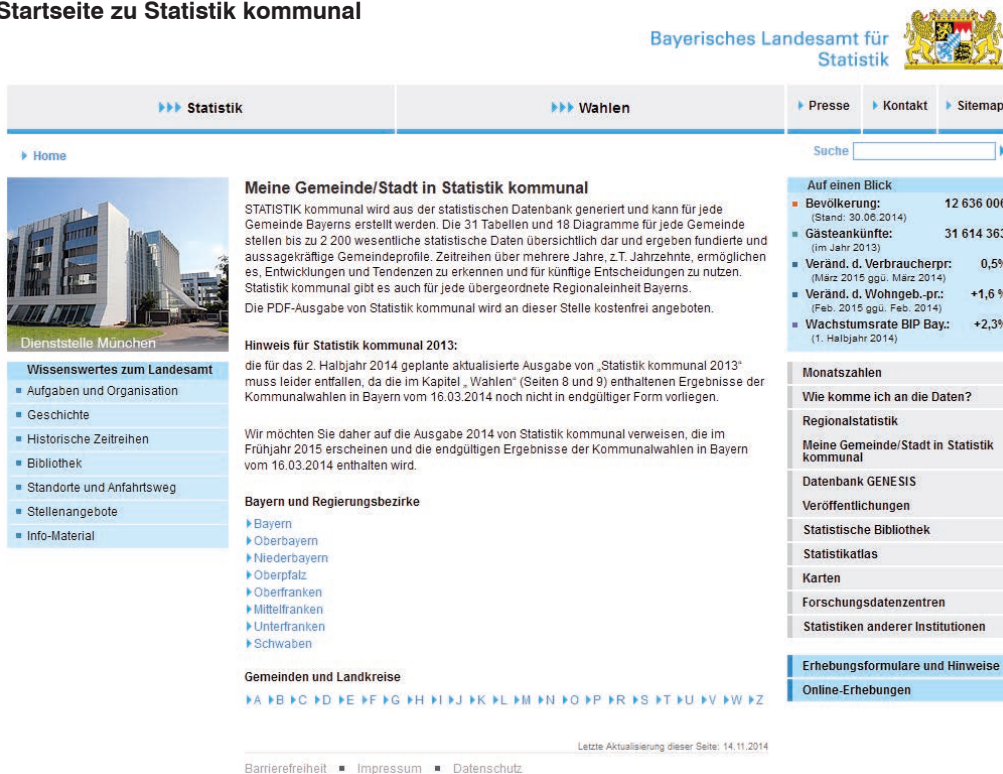 Startseite zu Statistik kommunal
Bayerisches Landesamt für
Statistik
Statistik
Wahlen
Presse
Kontakt
Sitemap
Home
Suche
Dienststelle München
Wissenswertes zum Landesamt
Aufgaben und Organisation
Geschichte
Historische Zeitreihen
Bibliothek
Standorte und Anfahrtsweg
Stellenangebote
Info-Material
Meine Gemeinde/Stadt in Statistik kommunal
STATISTIK kommunal wird aus der statistischen Datenbank generiert und kann für jede
Gemeinde Bayerns erstellt werden. Die 31 Tabellen und 18 Diagramme für jede Gemeinde
stellen bis zu 2 200 wesentliche statistische Daten übersichtlich dar und ergeben fundierte und
aussagekräftige Gemeindeprofile. Zeitreihen über mehrere Jahre, z.T. Jahrzehnte, ermöglichen
es, Entwicklungen und Tendenzen zu erkennen und für künftige Entscheidungen zu nutzen.
Statistik kommunal gibt es auch für jede übergeordnete Regionaleinheit Bayerns.
Die PDF-Ausgabe von Statistik kommunal wird an dieser Stelle kostenfrei angeboten.
Hinweis für Statistik kommunal 2013:
die für das 2. Halbjahr 2014 geplante aktualisierte Ausgabe von „Statistik kommunal 2013“
muss leider entfallen, da die im Kapitel „ Wahlen“ (Seiten 8 und 9) enthaltenen Ergebnisse der
Kommunalwahlen in Bayern vom 16.03.2014 noch nicht in endgültiger Form vorliegen.
Wir möchten Sie daher auf die Ausgabe 2014 von Statistik kommunal verweisen, die im
Frühjahr 2015 erscheinen und die endgültigen Ergebnisse der Kommunalwahlen in Bayern
vom 16.03.2014 enthalten wird.
Bayern und Regierungsbezirke
Bayern
Oberbayern
Niederbayern
Oberpfalz
Oberfranken
Mittelfranken
Unterfranken
Schwaben
Gemeinden und Landkreise
A B C D E F G H I J K L M N O P R S T U V W Z
Letzte Aktualisierung dieser Seite: 14.11.2014
Barrierefreiheit ■ Impressum ■ Datenschutz
Auf einen Blick
Bevölkerung: 12 636 006
(Stand: 30.06.2014)
Gästeankünfte: 31 614 363
(im Jahr 2013)
Veränd. d. Verbraucherpr: 0,5%
(März 2015 ggü. März 2014)
Veränd. d. Wohngeb.-pr.: +1,6 %
(Feb. 2015 ggü. Feb. 2014)
Wachstumsrate BIP Bay.: +2,3%
(1. Halbjahr 2014)
Monatszahlen
Wie komme ich an die Daten?
Regionalstatistik
Meine Gemeinde/Stadt in Statistik
kommunal
Datenbank GENESIS
Veröffentlichungen
Statistische Bibliothek
Statistikatlas
Karten
Forschungsdatenzentren
Statistiken anderer Institutionen
Erhebungsformulare und Hinweise
Online-Erhebungen